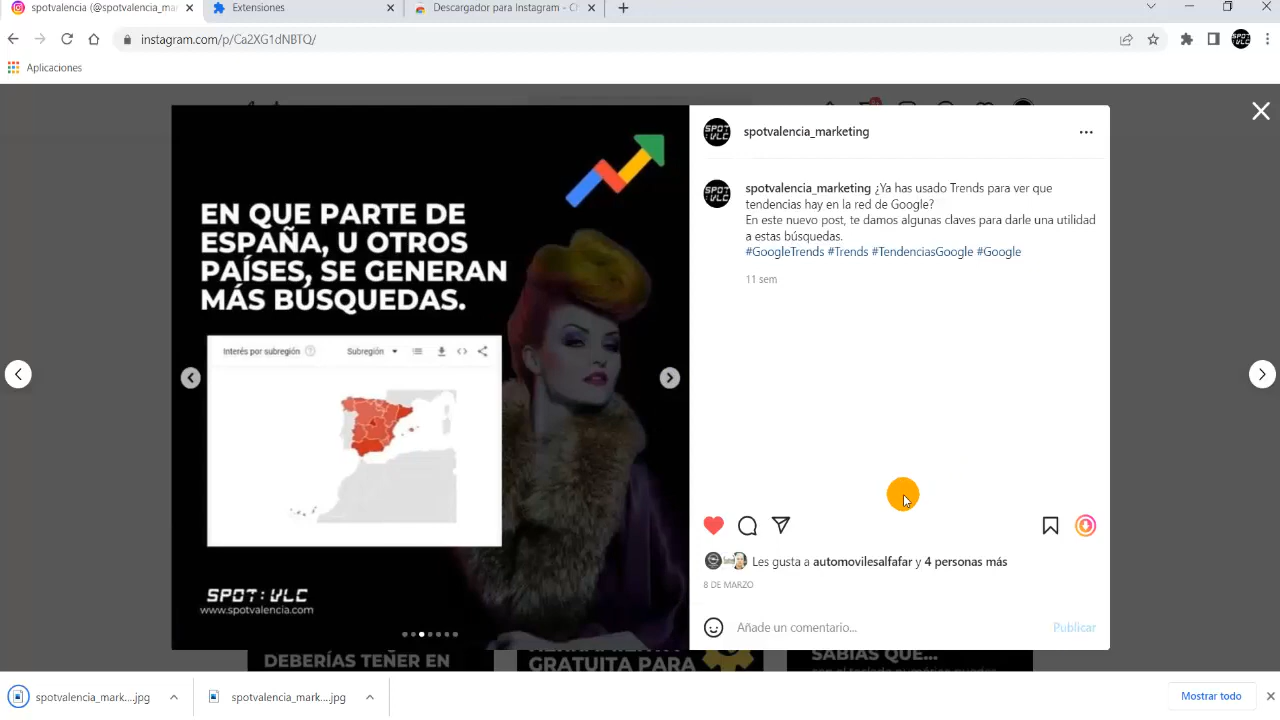 spotvalencia (@spotvalencia_mar
Extensiones
Descargador para Instagram - Ch
instagram.com/p/Ca2XG1dNBTQ/
Aplicaciones
EN QUE PARTE DE
ESPAÑA, U OTROS
PAÍSES, SE GENERAN
MÁS BÚSQUEDAS.
Interés por subregión
Subregión
SPOT:VLC
www.spotvalencia.com
spotvalencia_marketing
spotvalencia_marketing ¿Ya has usado Trends para ver que
tendencias hay en la red de Google?
En este nuevo post, te damos algunas claves para darle una utilidad
a estas búsquedas.
#GoogleTrends #Trends #TendenciasGoogle #Google
11 sem
Les gusta a automovilesalfafar y 4 personas más
8 DE MARZO
Añade un comentario...
Publicar
DEBERÍAS TENER EN
GRATUITA PARA
SABÍAS QUE...
spotvalencia_mark....jpg
spotvalencia_mark....jpg
Mostrar todo